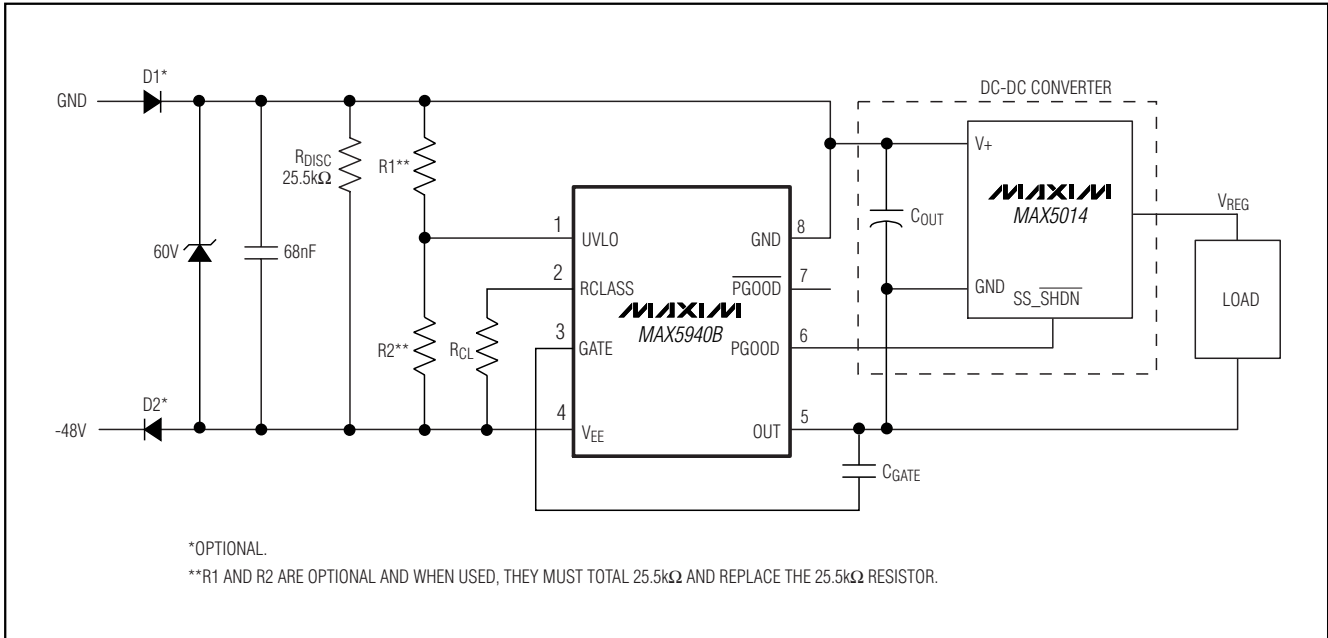 D1*
GND
DC-DC CONVERTER
V+
RDISC
25.5kΩ
R1**
MAXIM
MAX5014
COUT
VREG
1
UVLO
GND
8
60V
68nF
2
RCLASS
PGOOD
7
GND
SS_SHDN
LOAD
MAXIM
MAX5940B
R2**
RCL
3
GATE
PGOOD
6
D2*
-48V
4
VEE
OUT
5
CGATE
*OPTIONAL.
**R1 AND R2 ARE OPTIONAL AND WHEN USED, THEY MUST TOTAL 25.5kΩ AND REPLACE THE 25.5kΩ RESISTOR.